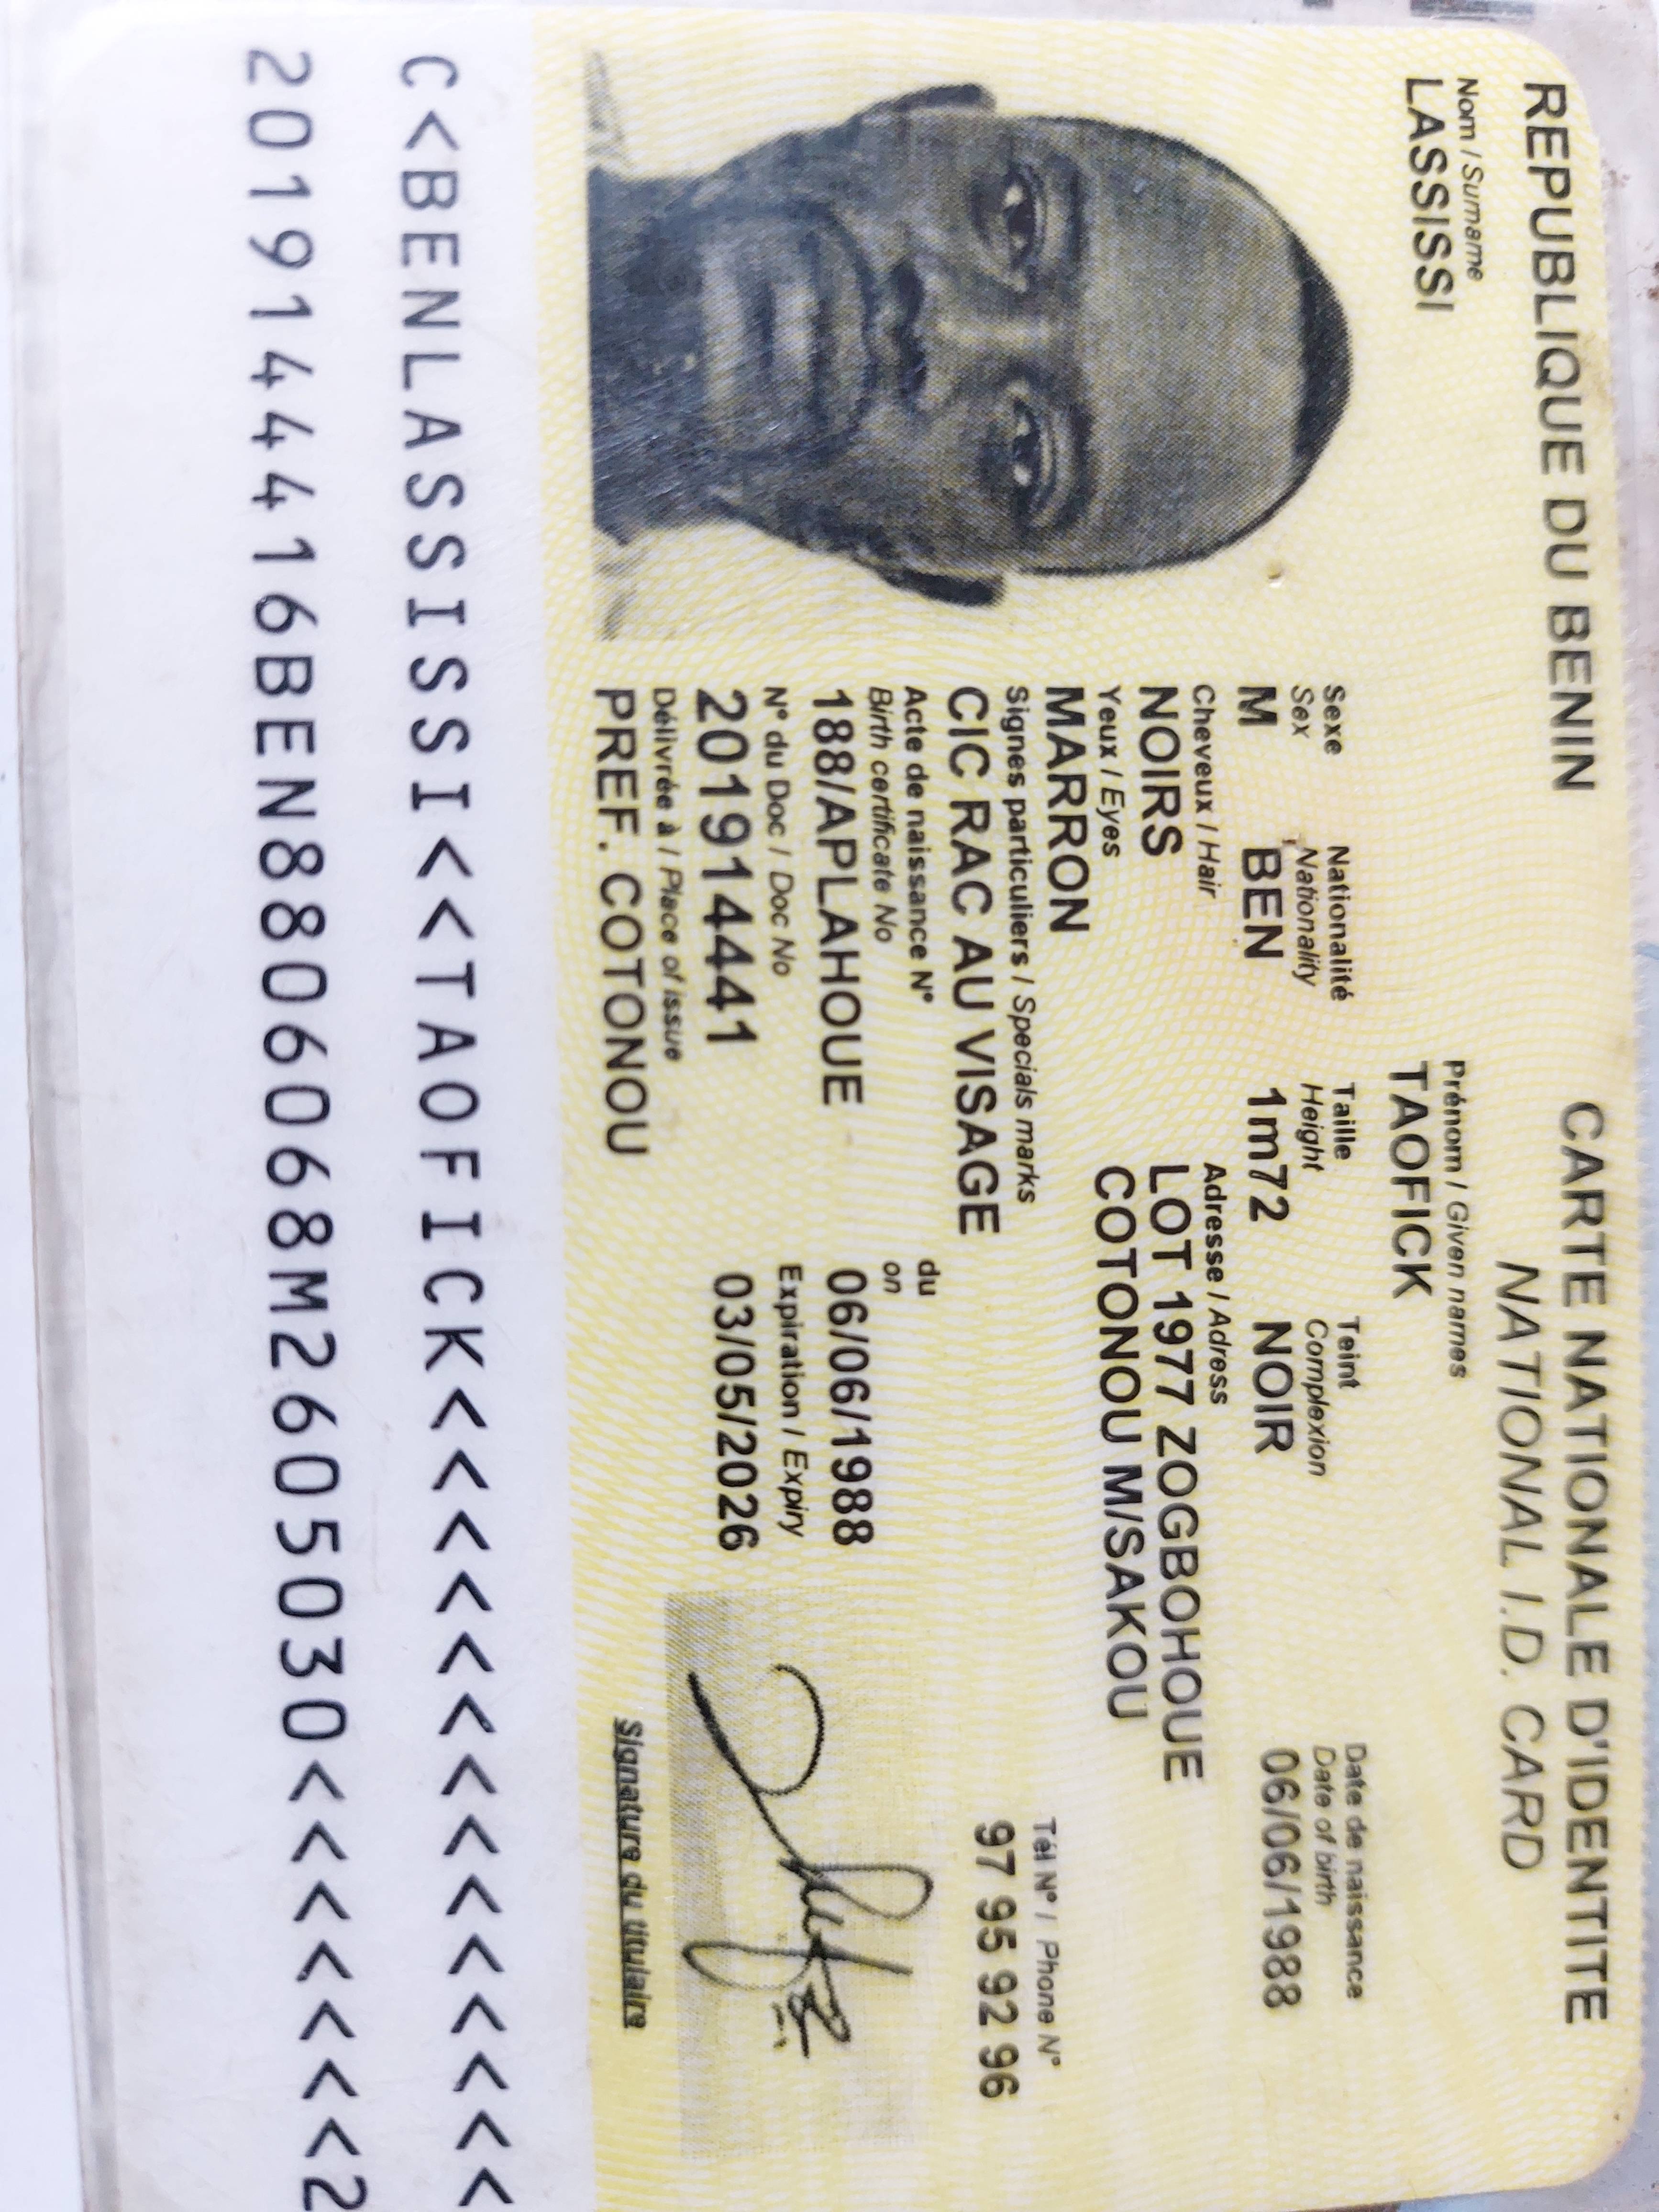 REPUBLIQUE DU BENIN
CARTE NATIONALE D'IDENTITE
NATIONAL I.D. CARD
Nom / Surname
LASSISSI
Prénom / Given names
TAOFICK
Sexe
Sex
M
Nationalité
Nationality
BEN
Taille
Height
1m72
Teint
Complexion
NOIR
Date de naissance
Date of birth
06/06/1988
Cheveux / Hair
NOIRS
Adresse / Adress
LOT 1977 ZOGBOHOUE
COTONOU M/SAKOU
Yeux / Eyes
MARRON
Signes particuliers / Specials marks
CIC RAC AU VISAGE
Tél N° / Phone N°
97 95 92 96
Acte de naissance N°
Birth certificate No
188/APLAHOUE
du
on
06/06/1988
N° du Doc / Doc No
201914441
Expiration / Expiry
03/05/2026
Délivrée à / Place of issue
PREF. COTONOU
Signature du titulaire
C<BENLASSISSI<<TAOFICK<<<<<<<<<<
2019144416BEN8806068M2605030<<<<<<<2